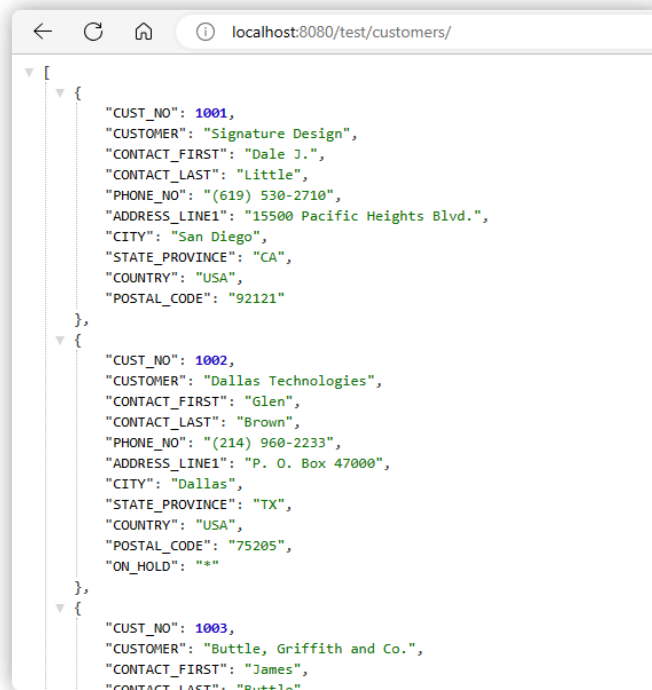 localhost:8080/test/customers/
[
{
"CUST_NO": 1001,
"CUSTOMER": "Signature Design",
"CONTACT_FIRST": "Dale J.",
"CONTACT_LAST": "Little",
"PHONE_NO": "(619) 530-2710",
"ADDRESS_LINE1": "15500 Pacific Heights Blvd.",
"CITY": "San Diego",
"STATE_PROVINCE": "CA",
"COUNTRY": "USA",
"POSTAL_CODE": "92121"
},
{
"CUST_NO": 1002,
"CUSTOMER": "Dallas Technologies",
"CONTACT_FIRST": "Glen",
"CONTACT_LAST": "Brown",
"PHONE_NO": "(214) 960-2233",
"ADDRESS_LINE1": "P. O. Box 47000",
"CITY": "Dallas",
"STATE_PROVINCE": "TX",
"COUNTRY": "USA",
"POSTAL_CODE": "75205",
"ON_HOLD": "*"
},
{
"CUST_NO": 1003,
"CUSTOMER": "Buttle, Griffith and Co.",
"CONTACT_FIRST": "James",
"CONTACT_LAST": "Buttle"